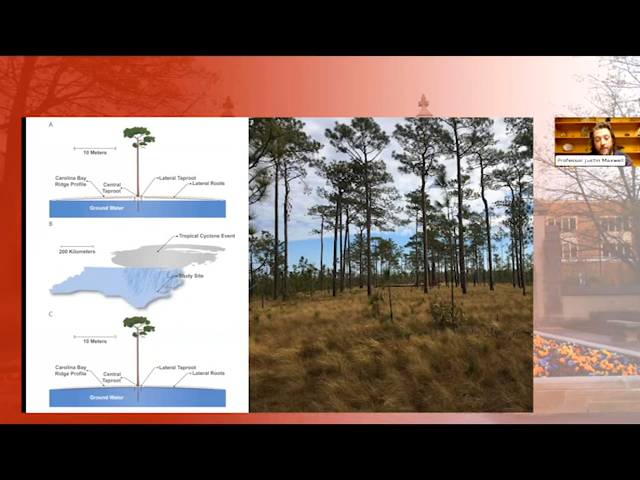 A
10 Meters
Carolina Bay
Ridge Profile
Central
Taproot
Lateral Taproot
Lateral Roots
Ground Water
B
Tropical Cyclone Event
200 Kilometers
Study Site
C
10 Meters
Carolina Bay
Ridge Profile
Central
Taproot
Lateral Taproot
Lateral Roots
Ground Water
Professor Justin Maxwell